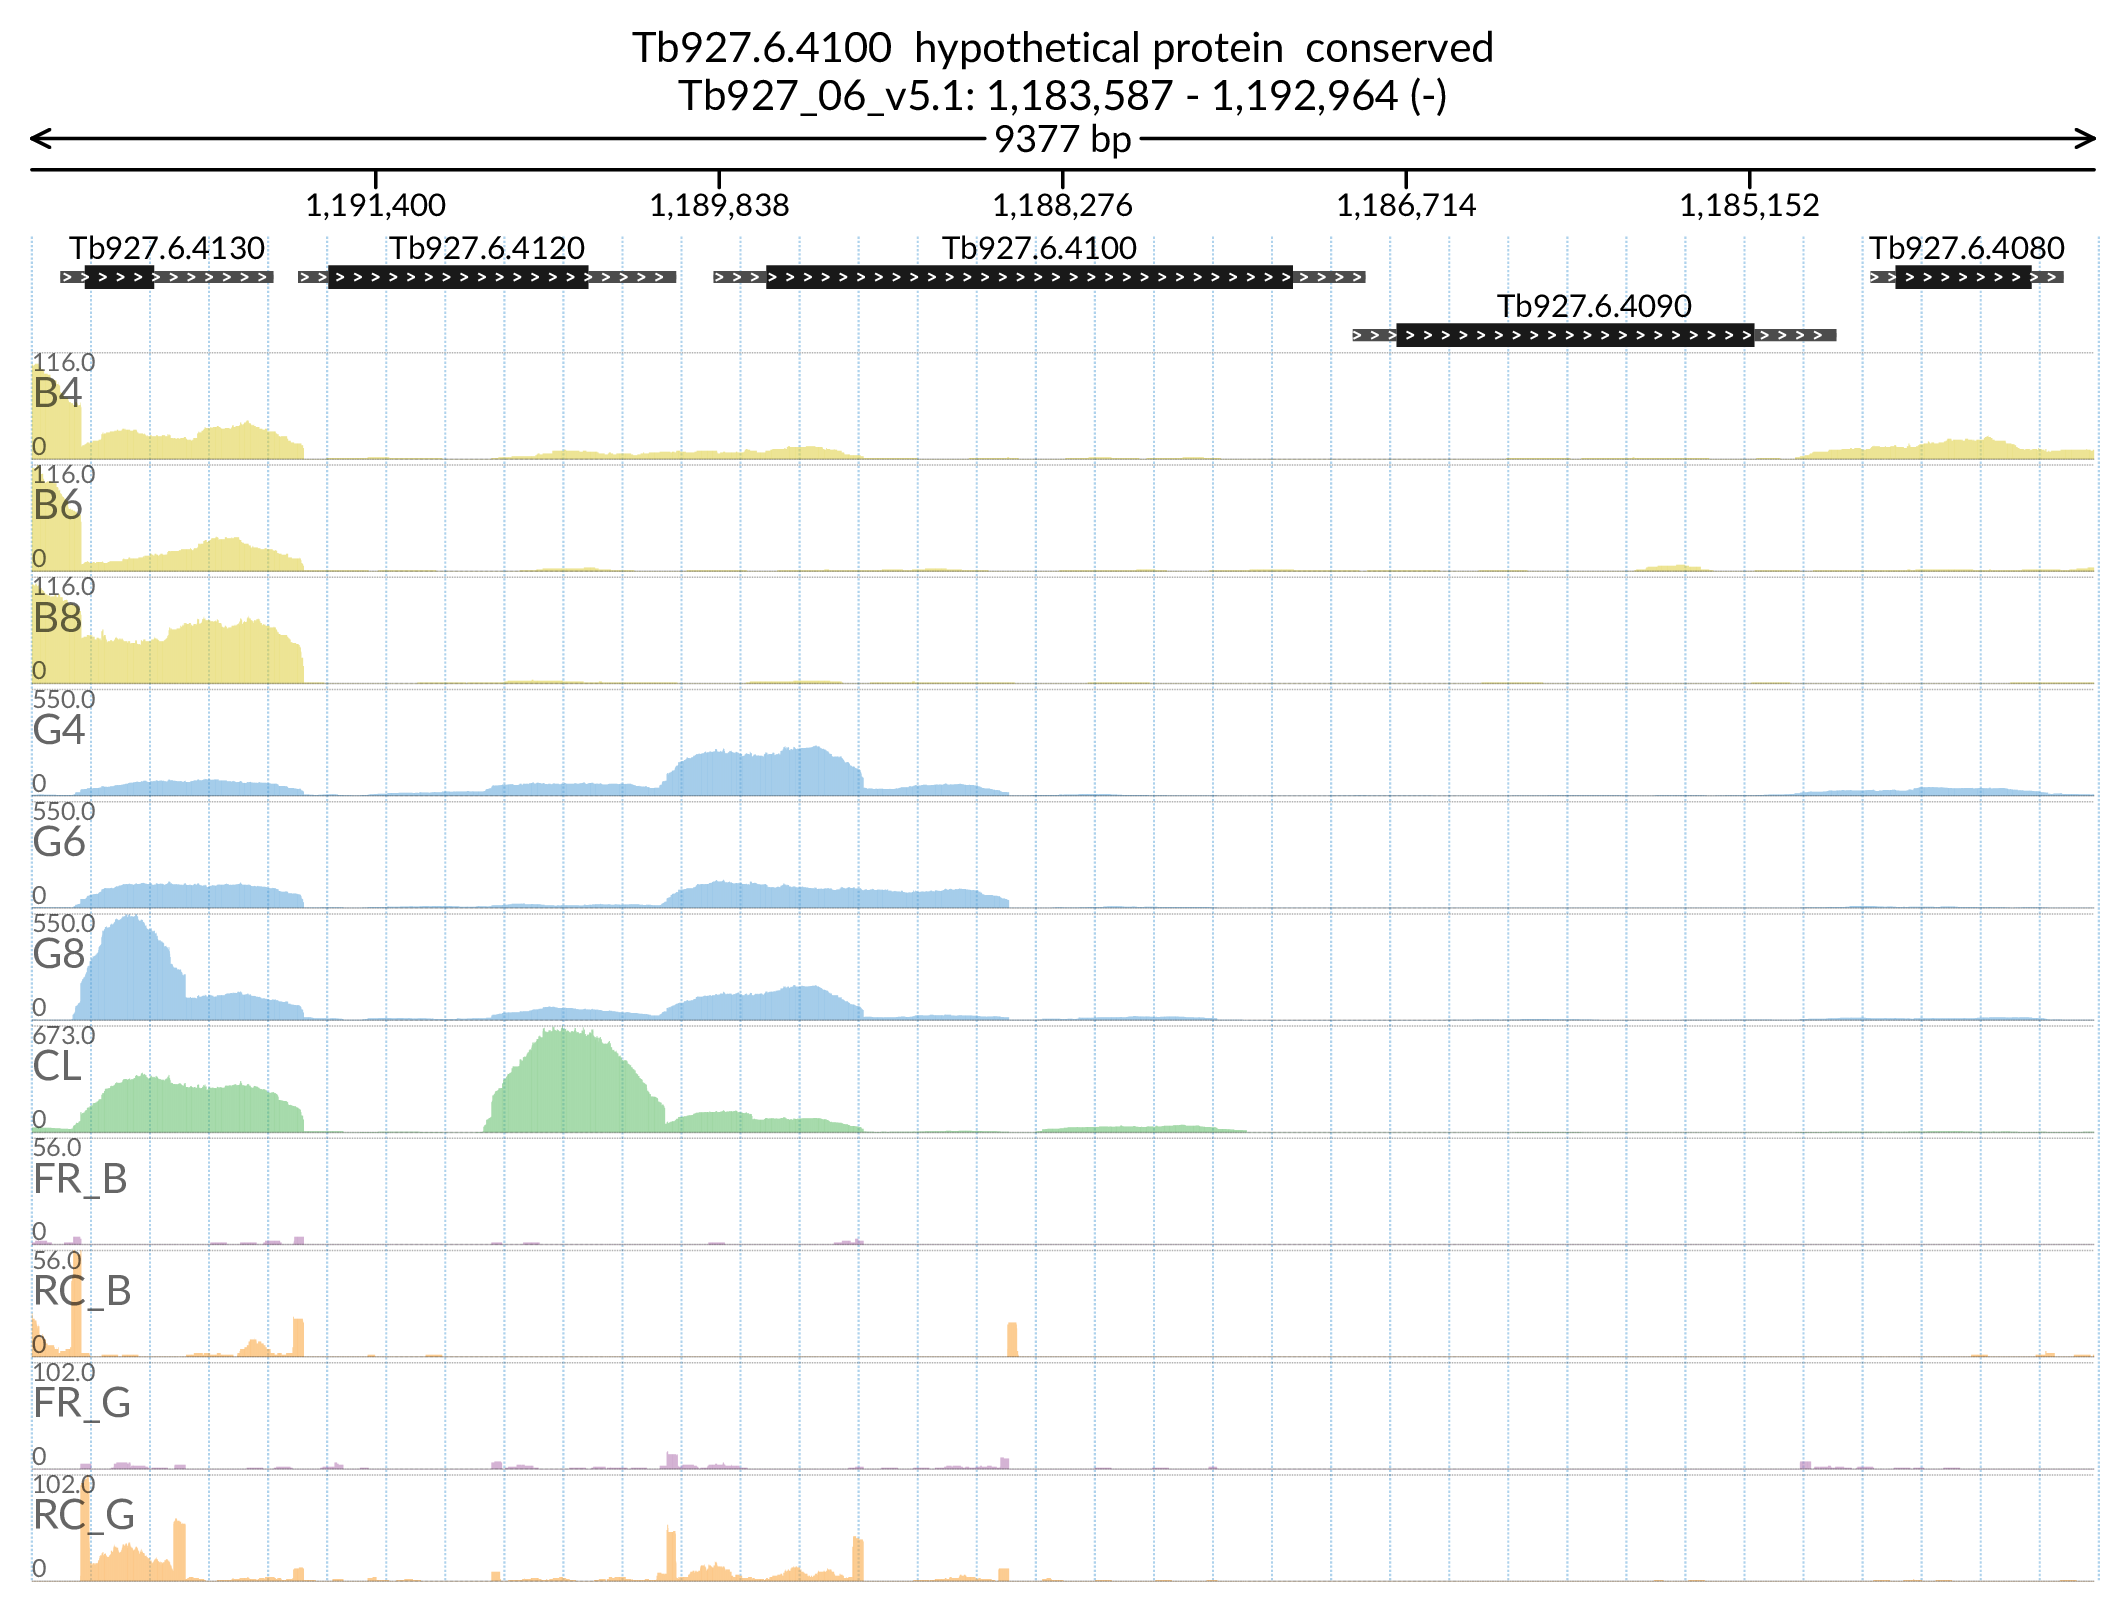 Tb927.6.4100  hypothetical protein  conserved
Tb927_06_v5.1: 1,183,587 - 1,192,964 (-)
9377 bp
1,191,400 1,189,838 1,188,276 1,186,714 1,185,152
Tb927.6.4130 Tb927.6.4120 Tb927.6.4100 Tb927.6.4080
Tb927.6.4090
116.0
B4
0
116.0
B6
0
116.0
B8
0
550.0
G4
0
550.0
G6
0
550.0
G8
0
673.0
CL
0
56.0
FR_B
0
56.0
RC_B
0
102.0
FR_G
0
102.0
RC_G
0